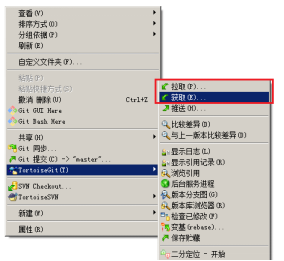 查看(V)
排序方式(O)
分组依据(P)
刷新(E)
自定义文件夹(F)...
粘贴(P)
粘贴快捷方式(S)
撤消 删除(U) Ctrl+Z
Git GUI Here
Git Bash Here
共享(H)
Git 同步...
Git 提交(C) -> "master"...
TortoiseGit(T)
SVN Checkout...
TortoiseSVN
新建(W)
属性(R)
拉取(P)...
获取(E)...
推送(H)...
比较差异(D)
与上一版本比较差异(D)
显示日志(L)
显示引用记录(R)
浏览引用
后台服务进程
版本分支图(G)
版本库浏览器(R)
检查已修改(F)
变基(rebase)...
保存贮藏
二分定位 - 开始